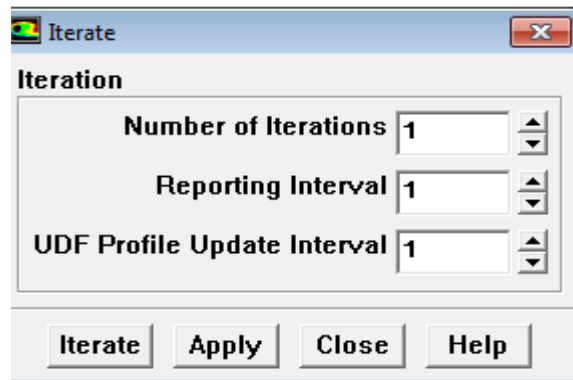 Iterate
Iteration
Number of Iterations 1
Reporting Interval 1
UDF Profile Update Interval 1
Iterate Apply Close Help